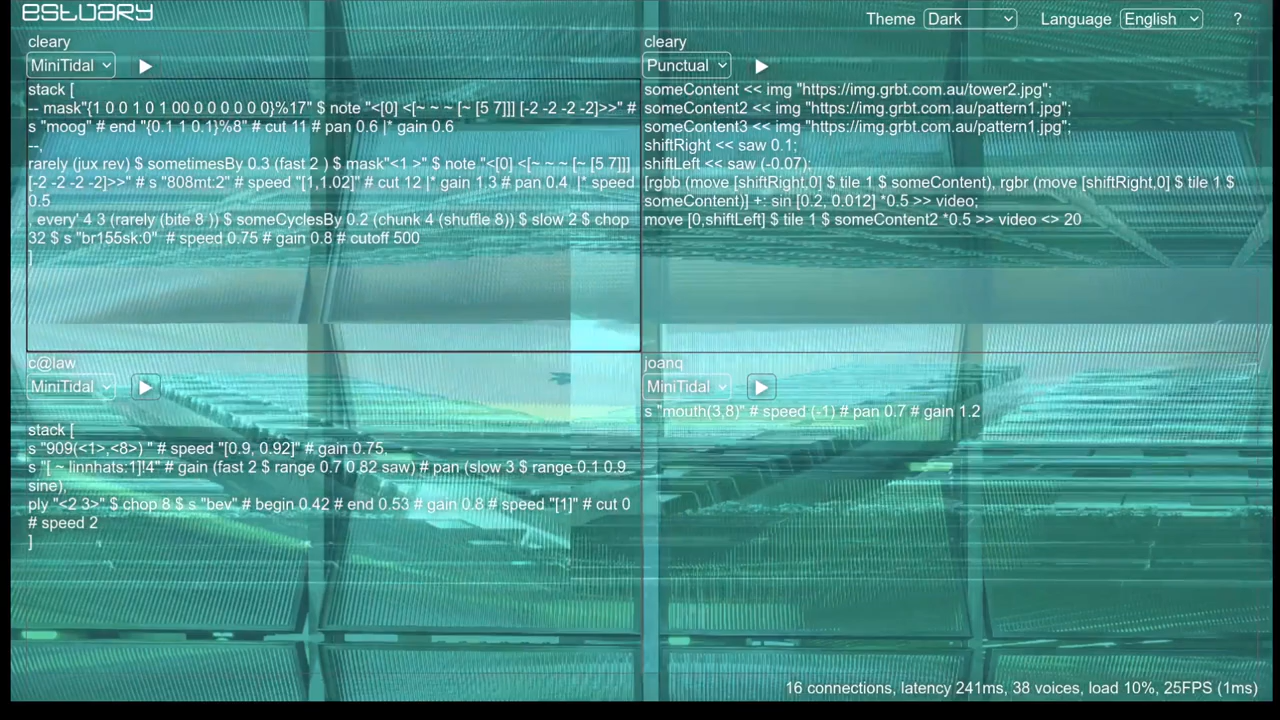 estuary
Theme Dark Language English ?
cleary
MiniTidal
stack [
-- mask"{1 0 0 1 0 1 00 0 0 0 0 0 0}%17" $ note "<[0] <[~ ~ ~ [~ [5 7]]] [-2 -2 -2 -2]>>" #
s "moog" # end "{0.1 1 0.1}%8" # cut 11 # pan 0.6 |* gain 0.6
--,
rarely (jux rev) $ sometimesBy 0.3 (fast 2 ) $ mask"<1 >" $ note "<[0] <[~ ~ ~ [~ [5 7]]]
[-2 -2 -2 -2]>>" # s "808mt:2" # speed "[1,1.02]" # cut 12 |* gain 1.3 # pan 0.4 |* speed
0.5
every' 4 3 (rarely (bite 8 )) $ someCyclesBy 0.2 (chunk 4 (shuffle 8)) $ slow 2 $ chop
32 $ s "br155sk:0" # speed 0.75 # gain 0.8 # cutoff 500
]
cleary
Punctual
someContent << img "https://img.grbt.com.au/tower2.jpg";
someContent2 << img "https://img.grbt.com.au/pattern1.jpg";
someContent3 << img "https://img.grbt.com.au/pattern1.jpg";
shiftRight << saw 0.1;
shiftLeft << saw (-0.07);
[rgbb (move [shiftRight,0] $ tile 1 $ someContent), rgbr (move [shiftRight,0] $ tile 1 $
someContent)] +: sin [0.2, 0.012] *0.5 >> video;
move [0,shiftLeft] $ tile 1 $ someContent2 *0.5 >> video <> 20
c@law
MiniTidal
stack [
s "909(<1>,<8>) " # speed "[0.9, 0.92]" # gain 0.75,
s "[ ~ linnhats:1]!4" # gain (fast 2 $ range 0.7 0.82 saw) # pan (slow 3 $ range 0.1 0.9
sine),
ply "<2 3>" $ chop 8 $ s "bev" # begin 0.42 # end 0.53 # gain 0.8 # speed "[1]" # cut 0
# speed 2
]
joanq
MiniTidal
s "mouth(3,8)" # speed (-1) # pan 0.7 # gain 1.2
16 connections, latency 241ms, 38 voices, load 10%, 25FPS (1ms)